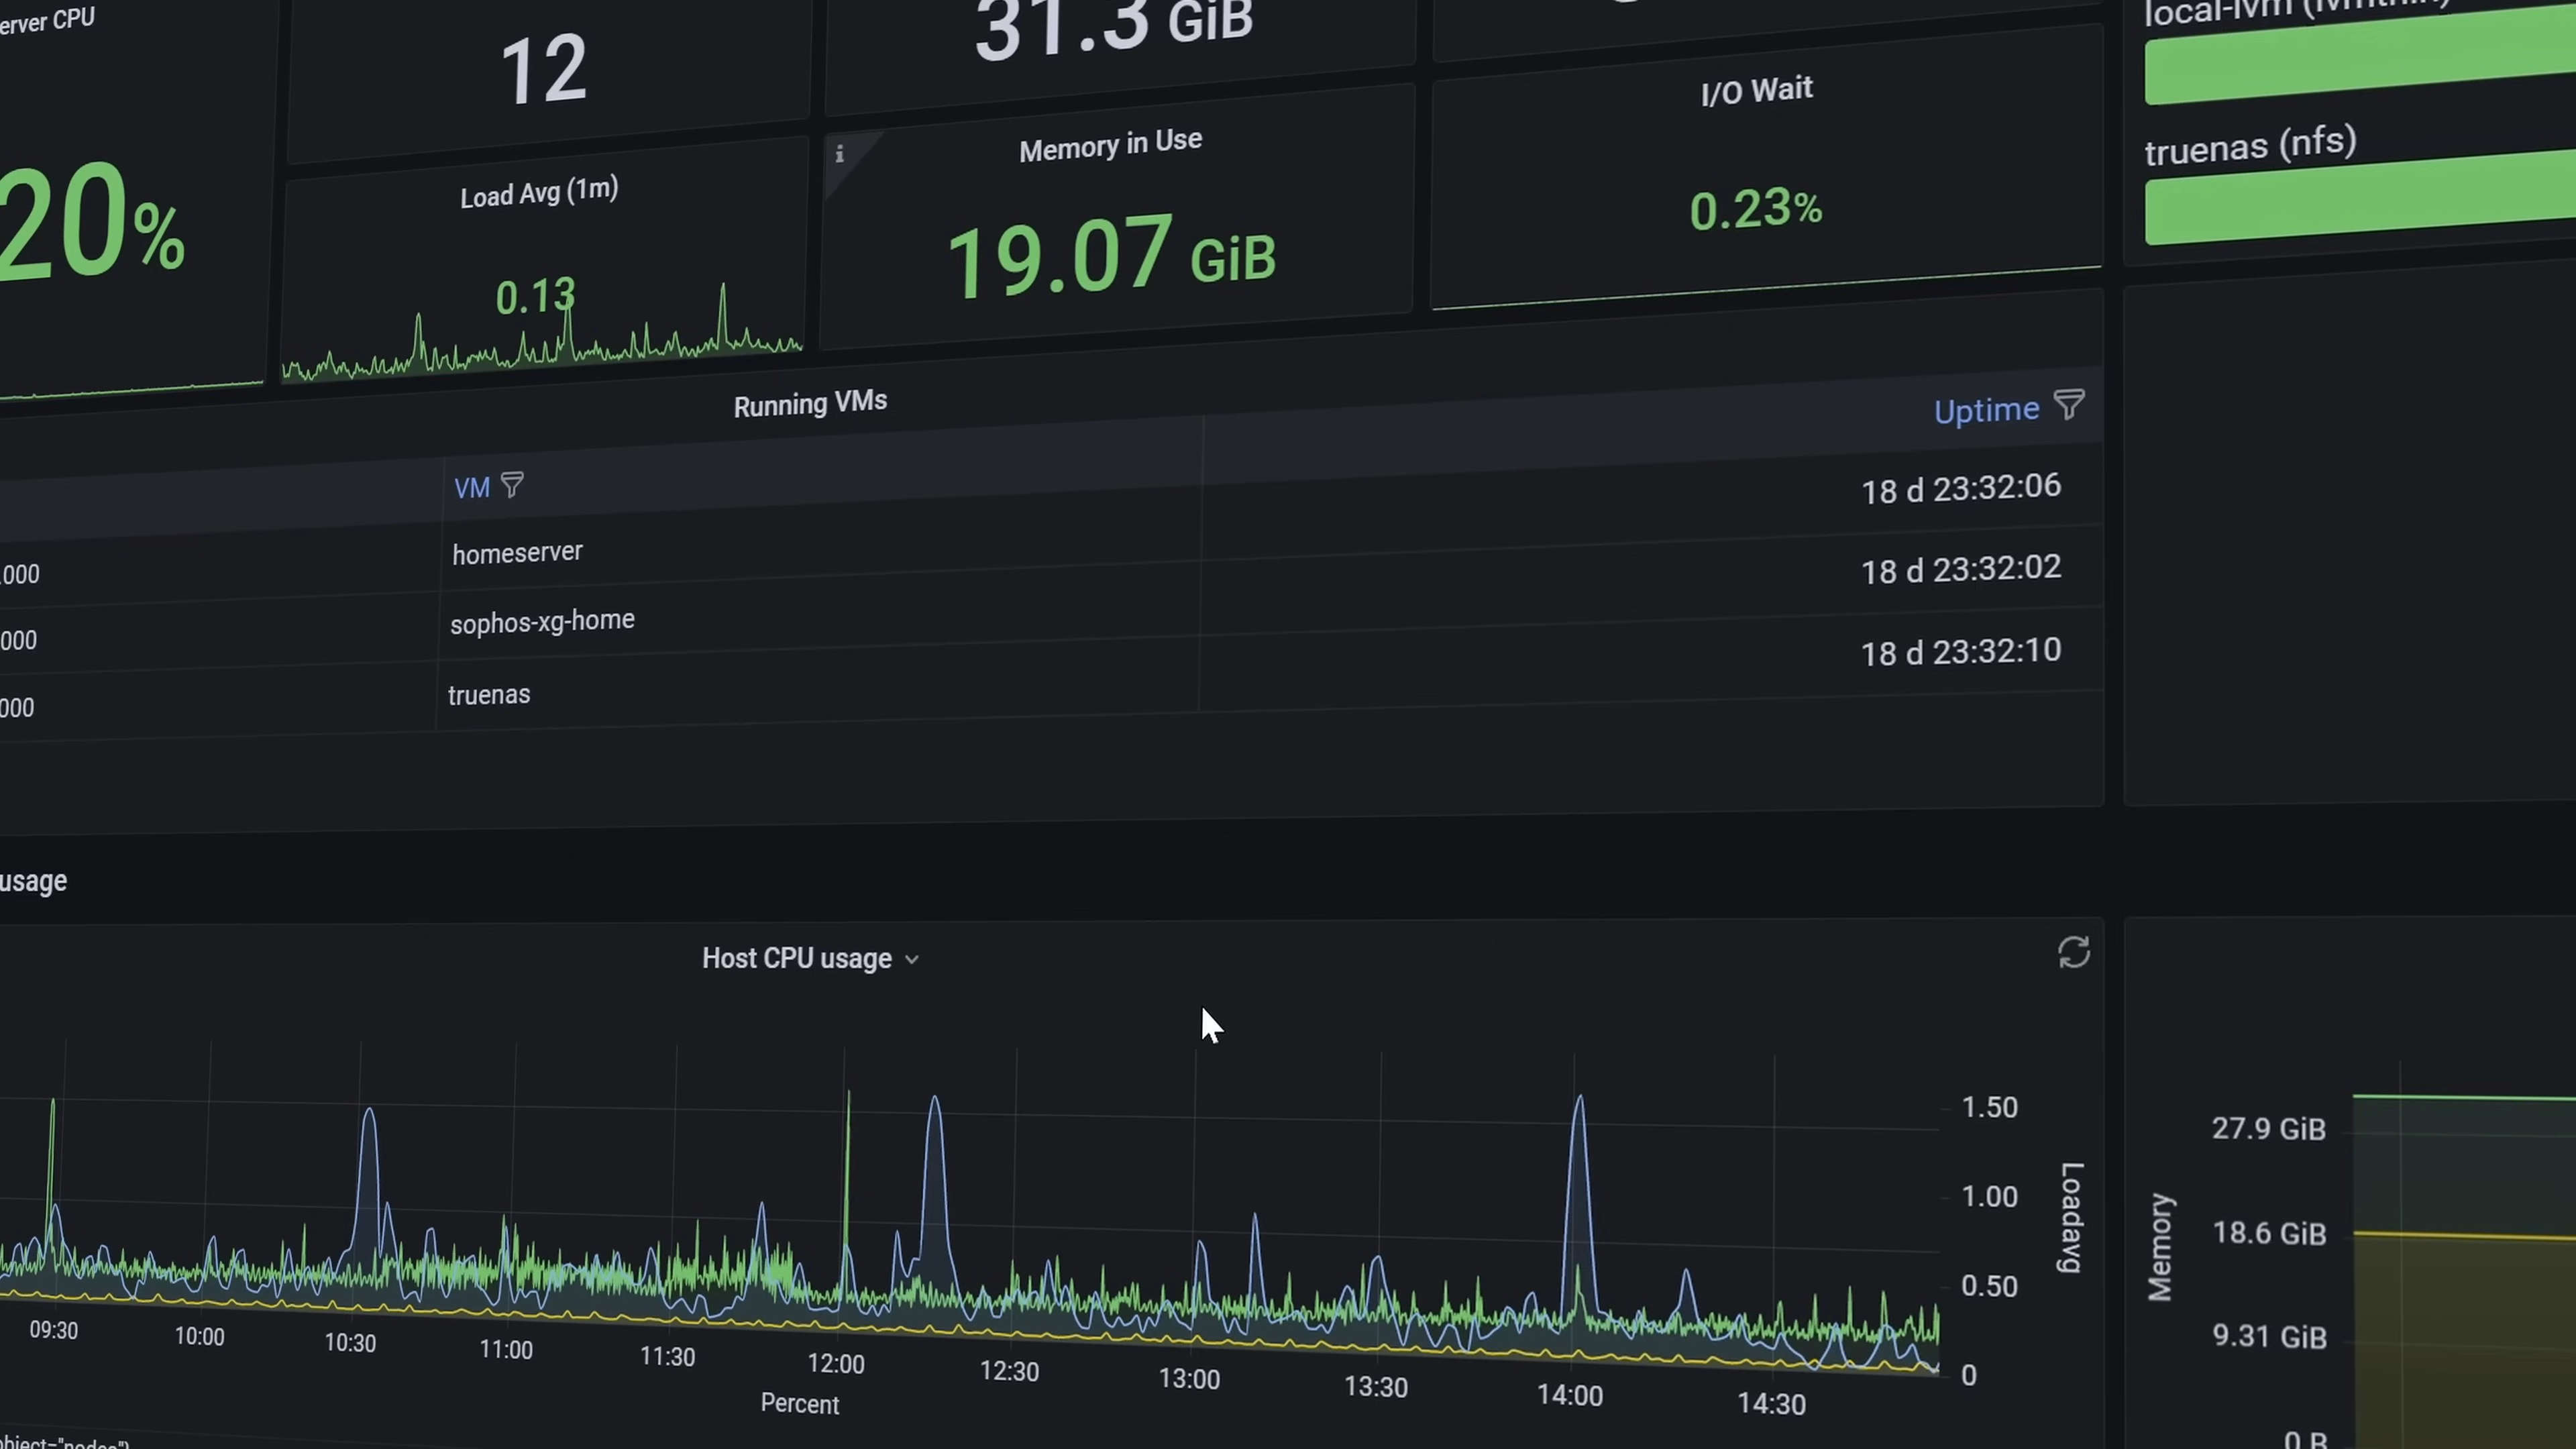 erver CPU
20%
12
31.3 GiB
Load Avg (1m)
0.13
Memory in Use
19.07 GiB
I/O Wait
0.23%
truenas (nfs)
Running VMs
VM
Uptime
000
homeserver
18 d 23:32:06
000
sophos-xg-home
18 d 23:32:02
000
truenas
18 d 23:32:10
usage
Host CPU usage
1.50
1.00
0.50
0
Loadavg
09:30
10:00
10:30
11:00
11:30
12:00
12:30
13:00
13:30
14:00
14:30
Percent
Memory
27.9 GiB
18.6 GiB
9.31 GiB
0 B